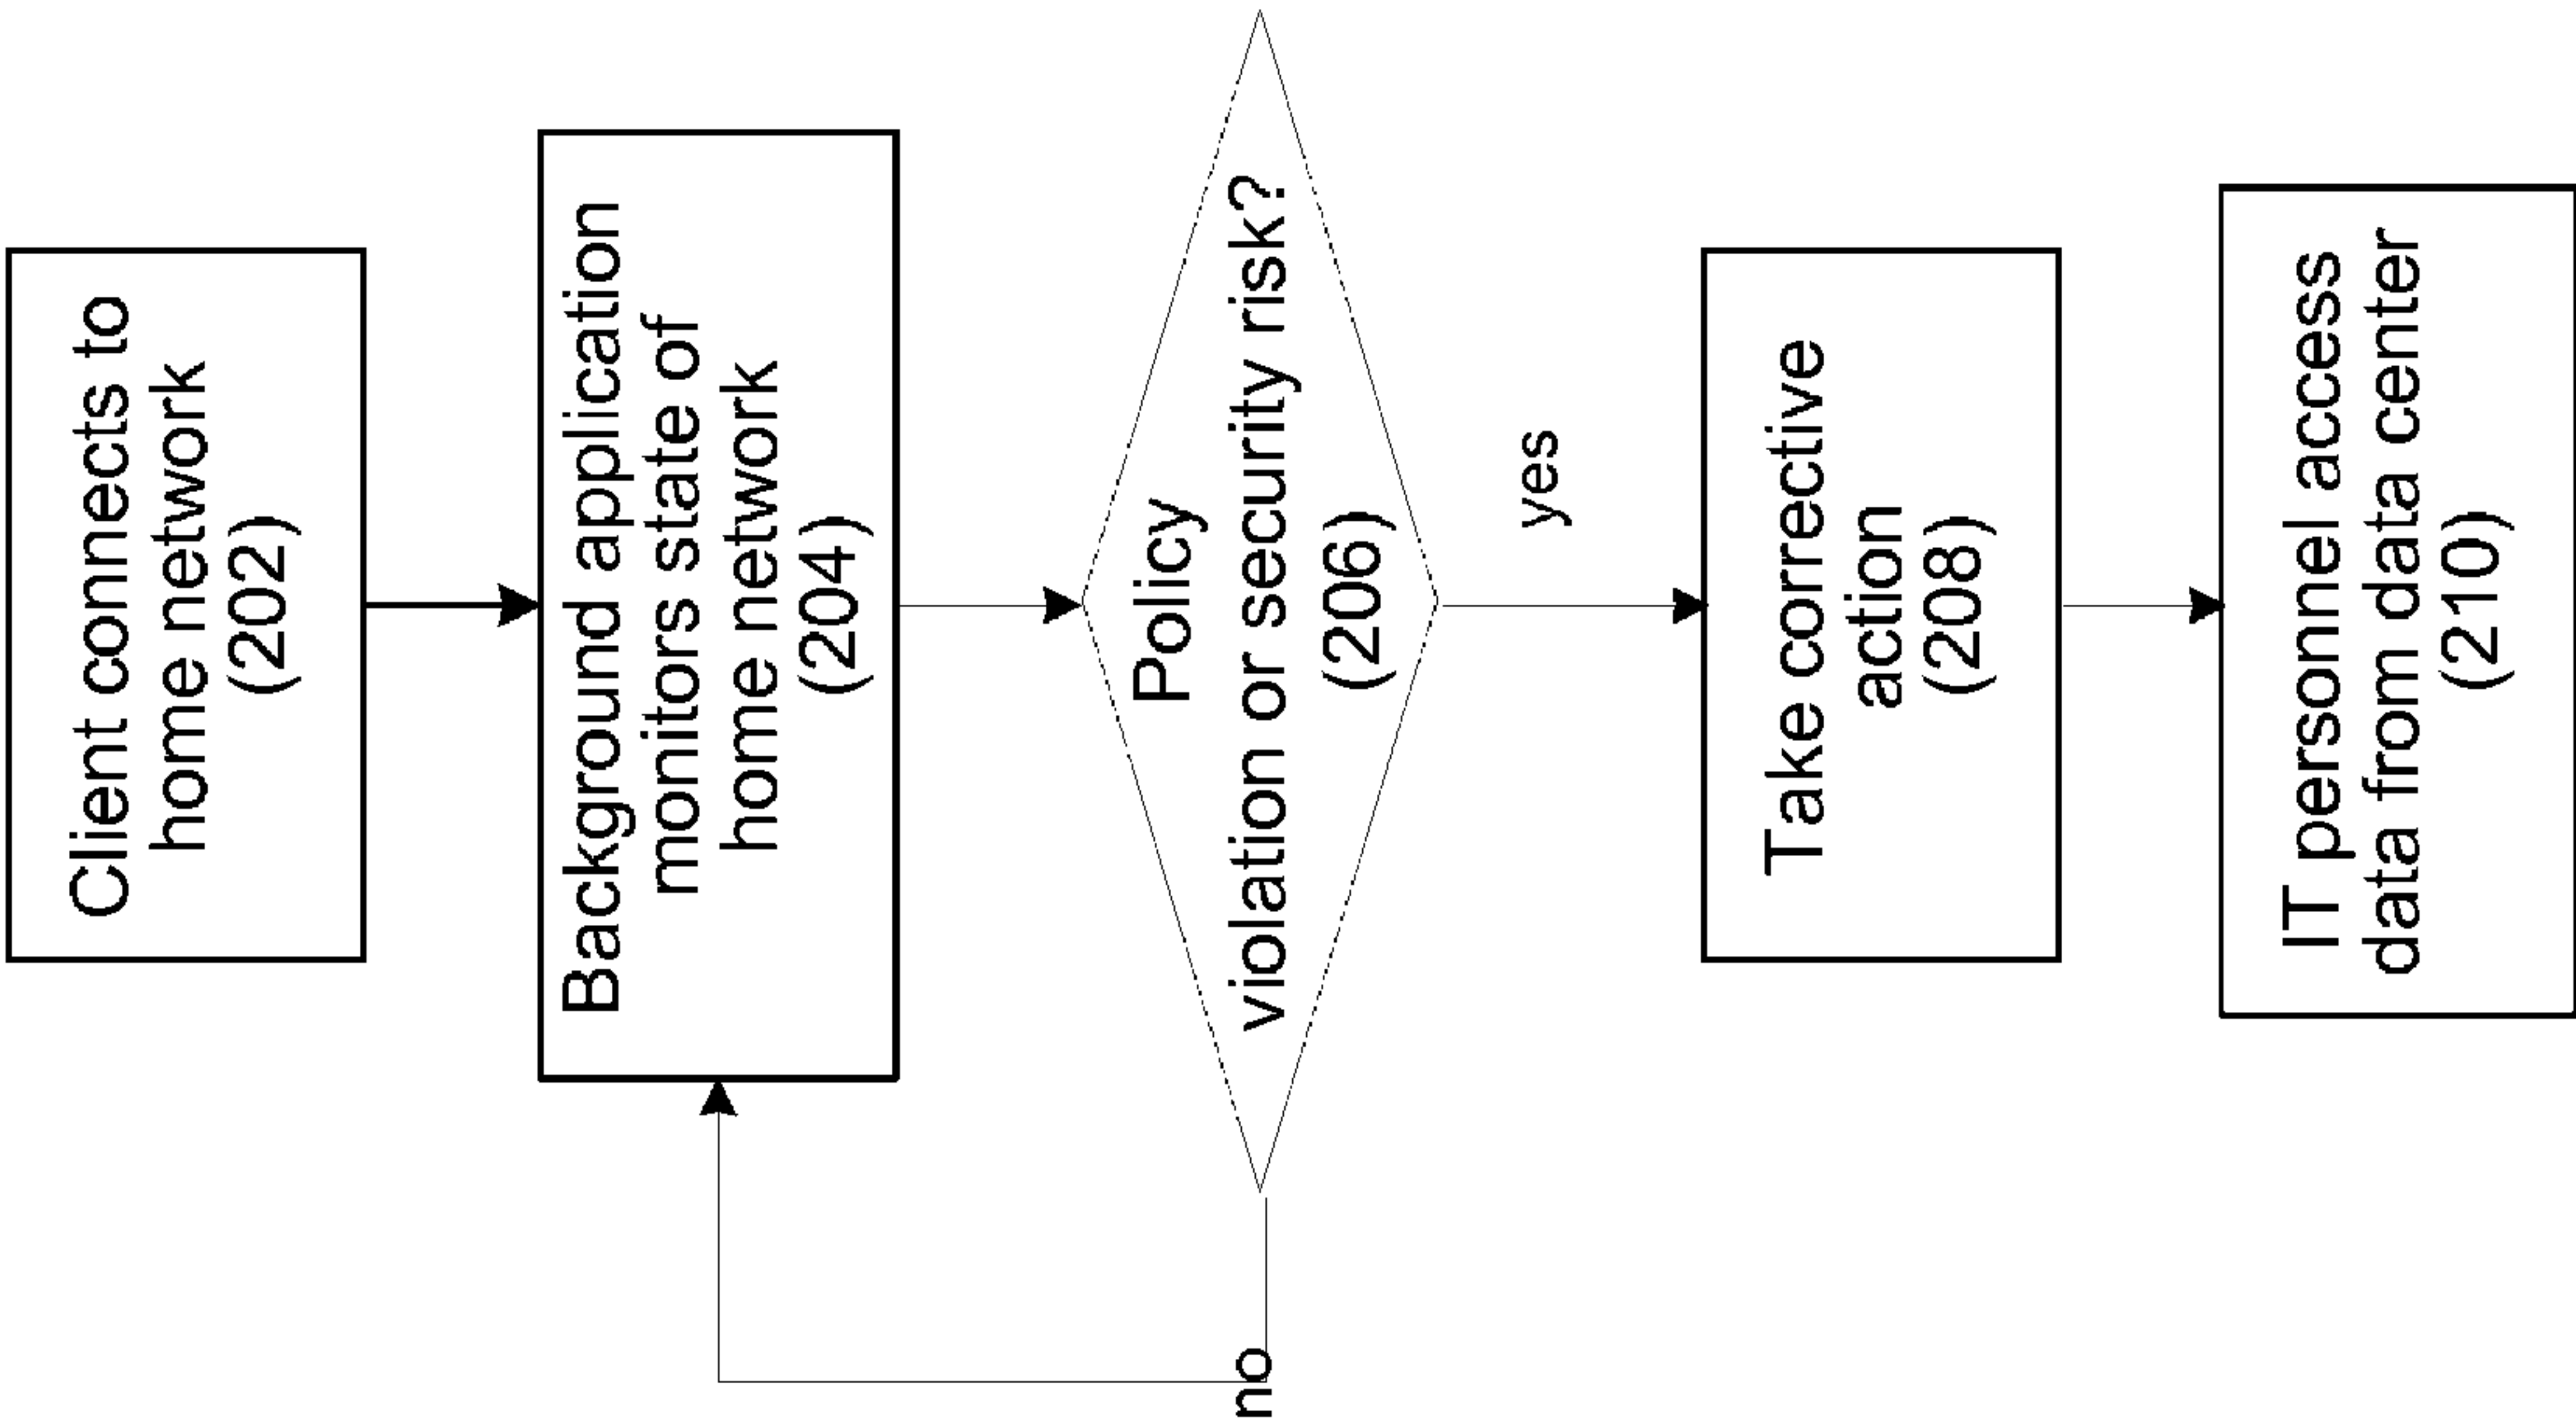 Client connects to
home network
(202)
Background application
monitors state of
home network
(204)
Policy
violation or security risk?
(206)
no
yes
Take corrective
action
(208)
IT personnel access
data from data center
(210)